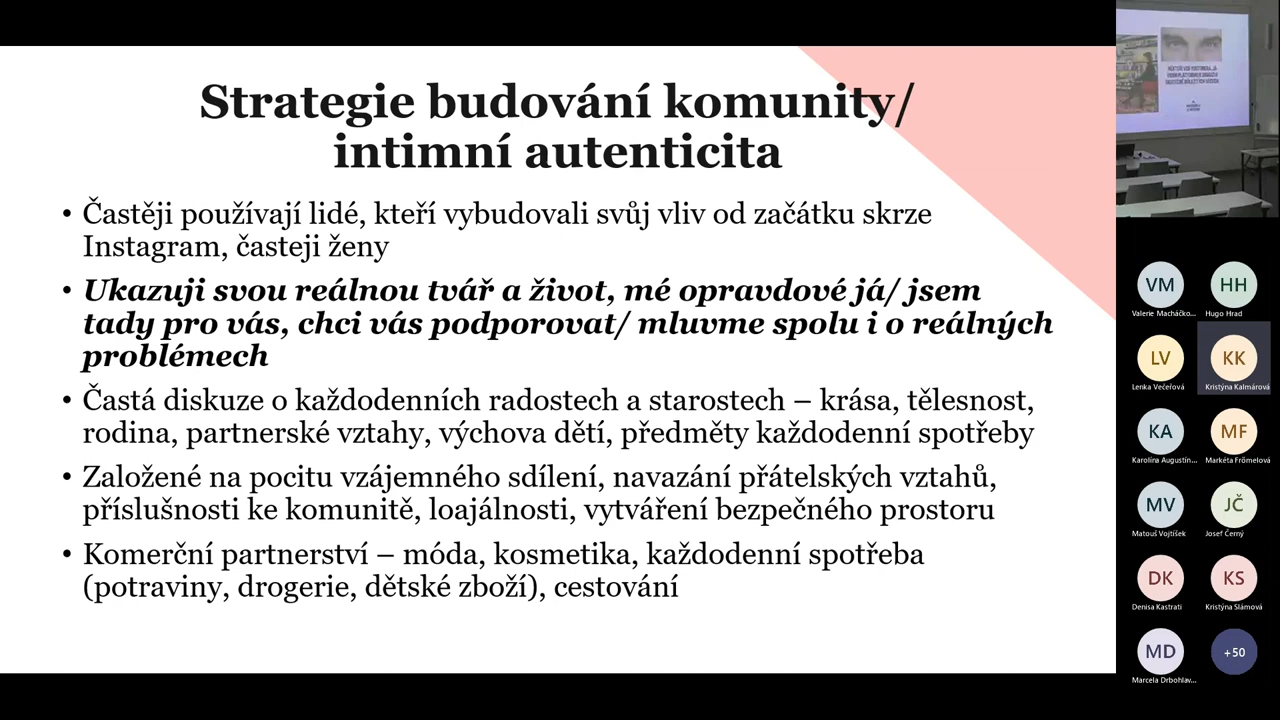 Strategie budování komunity/
intimní autenticita
• Častěji používají lidé, kteří vybudovali svůj vliv od začátku skrze
Instagram, časteji ženy
• Ukazuji svou reálnou tvář a život, mé opravdové já/ jsem
tady pro vás, chci vás podporovat/ mluvme spolu i o reálných
problémech
• Častá diskuze o každodenních radostech a starostech – krása, tělesnost,
rodina, partnerské vztahy, výchova dětí, předměty každodenní spotřeby
• Založené na pocitu vzájemného sdílení, navazání přátelských vztahů,
příslušnosti ke komunitě, loajálnosti, vytváření bezpečného prostoru
• Komerční partnerství – móda, kosmetika, každodenní spotřeba
(potraviny, drogerie, dětské zboží), cestování
VM HH
Valerie Macháčko... Hugo Hrad
LV KK
Lenka Večeřová Kristýna Kalmárová
KA MF
Karolína Augustin... Markéta Frömelová
MV JČ
Matouš Vojtíšek Josef Černý
DK KS
Denisa Kastrati Kristýna Slámová
MD +50
Marcela Drbohlav...